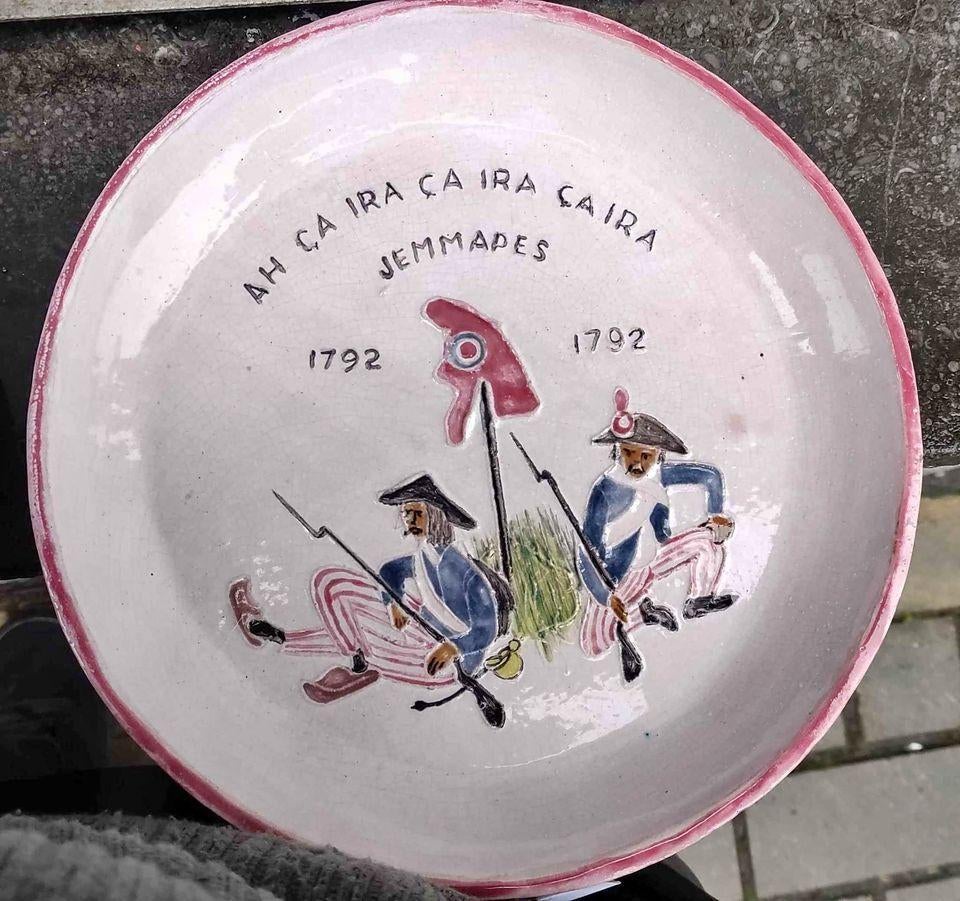 AH ÇA IRA ÇA IRA ÇA IRA
JEMMAPES
1792 1792